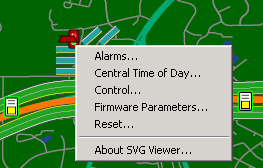 Alarms...
Central Time of Day...
Control...
Firmware Parameters...
Reset...
About SVG Viewer...